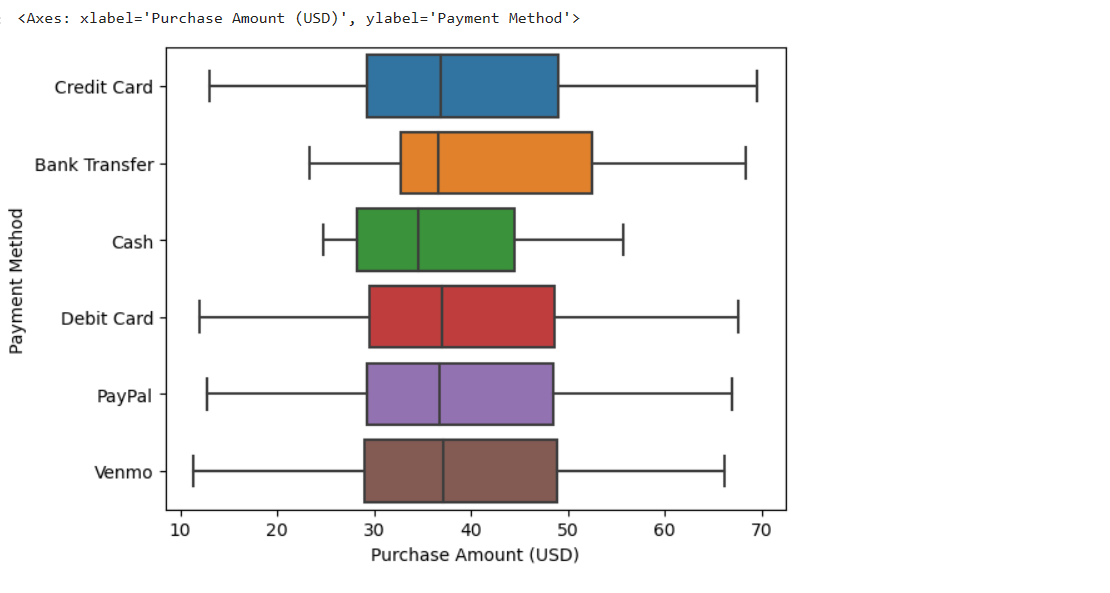 <Axes: xlabel='Purchase Amount (USD)', ylabel='Payment Method'>
Credit Card
Bank Transfer
Cash
Debit Card
PayPal
Venmo
Payment Method
10 20 30 40 50 60 70
Purchase Amount (USD)